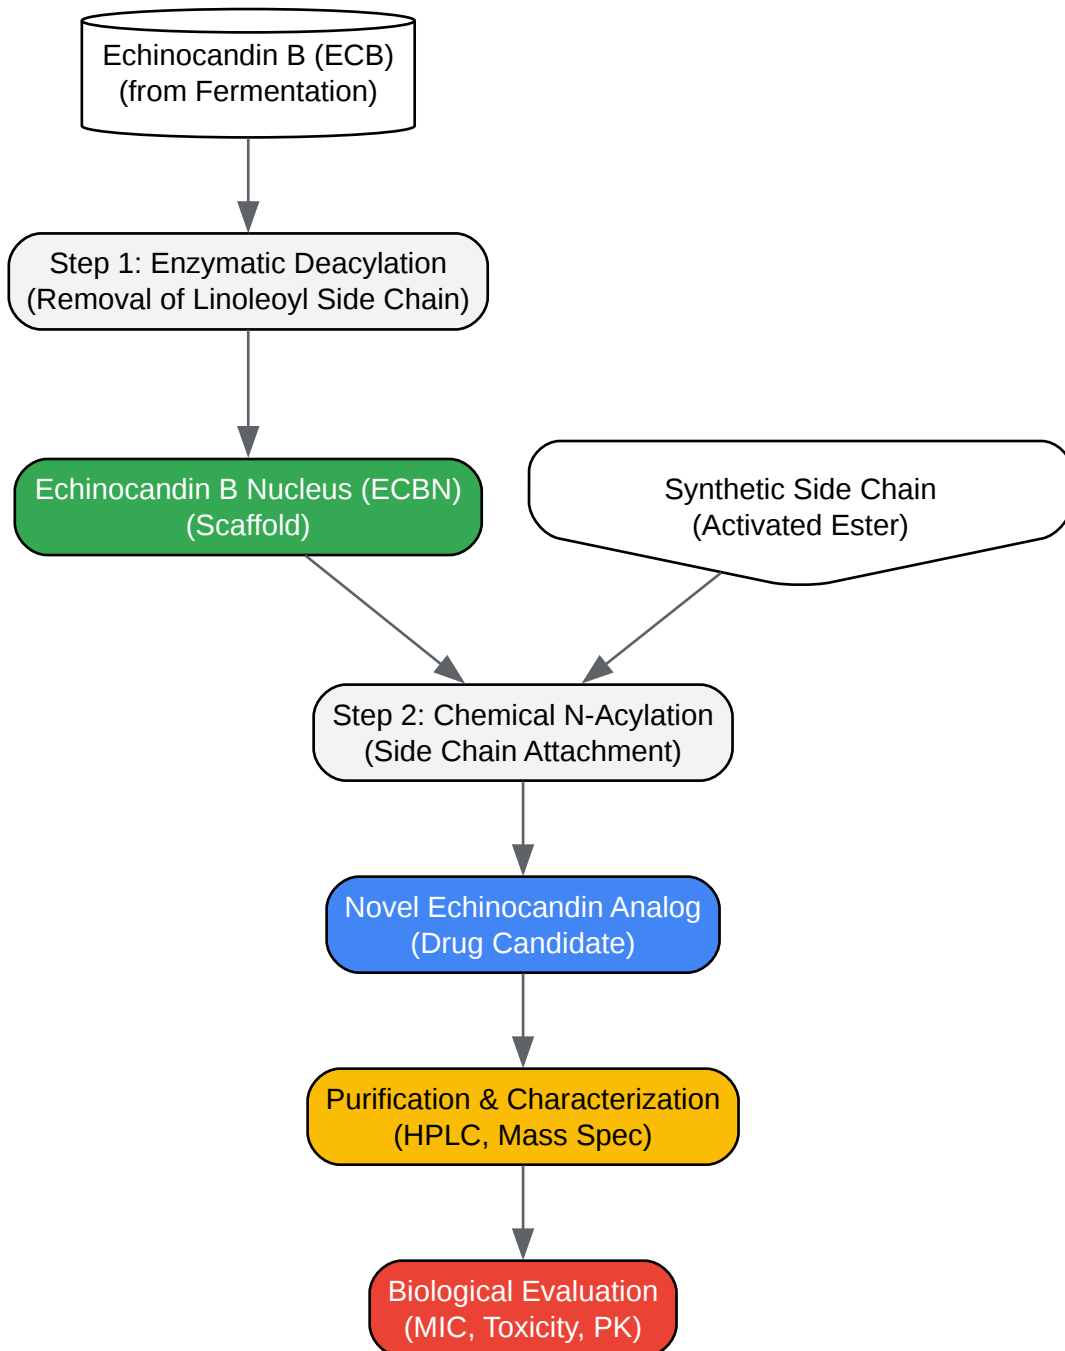 Echinocandin B (ECB)
(from Fermentation)
Step 1: Enzymatic Deacylation
(Removal of Linoleoyl Side Chain)
Echinocandin B Nucleus (ECBN)
(Scaffold)
Synthetic Side Chain
(Activated Ester)
Step 2: Chemical N-Acylation
(Side Chain Attachment)
Novel Echinocandin Analog
(Drug Candidate)
Purification & Characterization
(HPLC, Mass Spec)
Biological Evaluation
(MIC, Toxicity, PK)